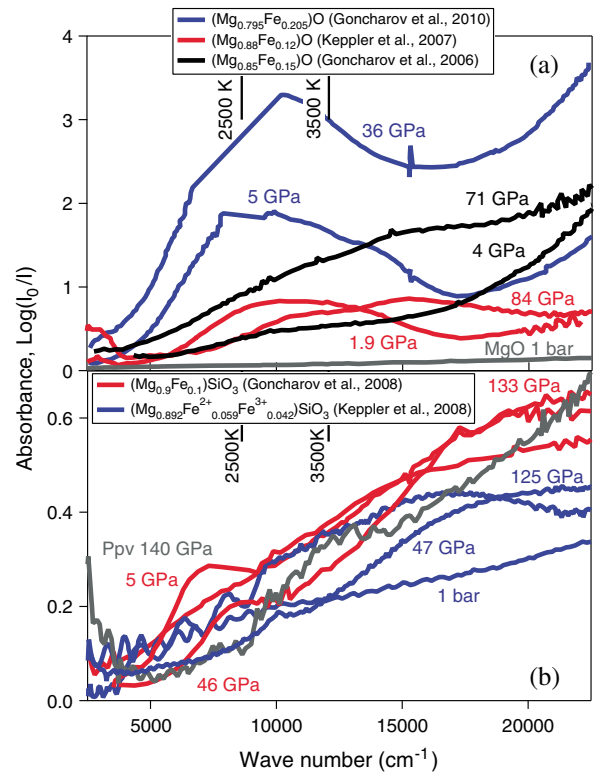 (Mg0.795Fe0.205)O (Goncharov et al., 2010)
(Mg0.88Fe0.12)O (Keppler et al., 2007)
(Mg0.85Fe0.15)O (Goncharov et al., 2006)
4
(a)
2500 K
3500 K
36 GPa
3
5 GPa
2
71 GPa
4 GPa
1
84 GPa
1.9 GPa
MgO 1 bar
0
Absorbance, Log(I0/I)
(Mg0.9Fe0.1)SiO3 (Goncharov et al., 2008)
(Mg0.892Fe2+0.059Fe3+0.042)SiO3 (Keppler et al., 2008)
133 GPa
0.6
2500K
3500K
125 GPa
0.4
Ppv 140 GPa
47 GPa
5 GPa
0.2
1 bar
46 GPa
(b)
0.0
5000 10000 15000 20000
Wave number (cm-1)